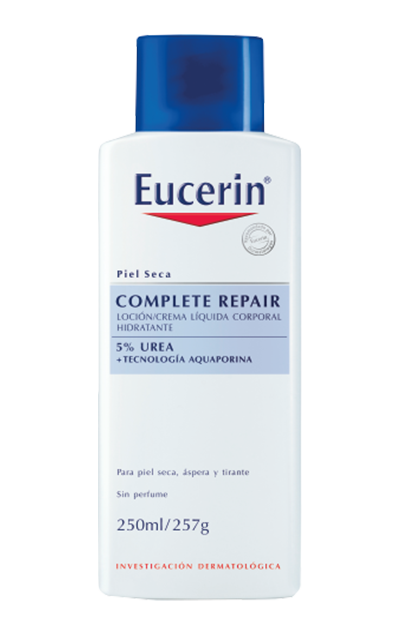 Eucerin®
Piel Seca
COMPLETE REPAIR
LOCIÓN/CREMA LÍQUIDA CORPORAL
HIDRATANTE
5% UREA
+TECNOLOGÍA AQUAPORINA
Para piel seca, áspera y tirante
Sin perfume
250ml/257g
INVESTIGACIÓN DERMATOLÓGICA